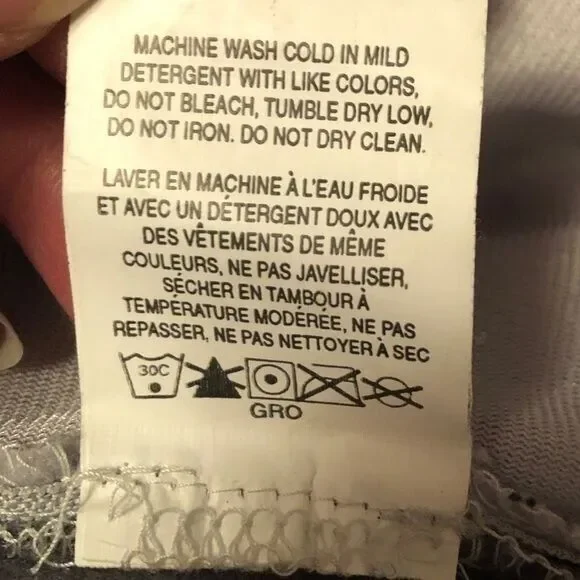 MACHINE WASH COLD IN MILD
DETERGENT WITH LIKE COLORS,
DO NOT BLEACH, TUMBLE DRY LOW,
DO NOT IRON. DO NOT DRY CLEAN.
LAVER EN MACHINE À L'EAU FROIDE
ET AVEC UN DÉTERGENT DOUX AVEC
DES VÊTEMENTS DE MÊME
COULEURS, NE PAS JAVELLISER,
SÉCHER EN TAMBOUR À
TEMPÉRATURE MODÉRÉE, NE PAS
REPASSER, NE PAS NETTOYER À SEC
30C
GRO